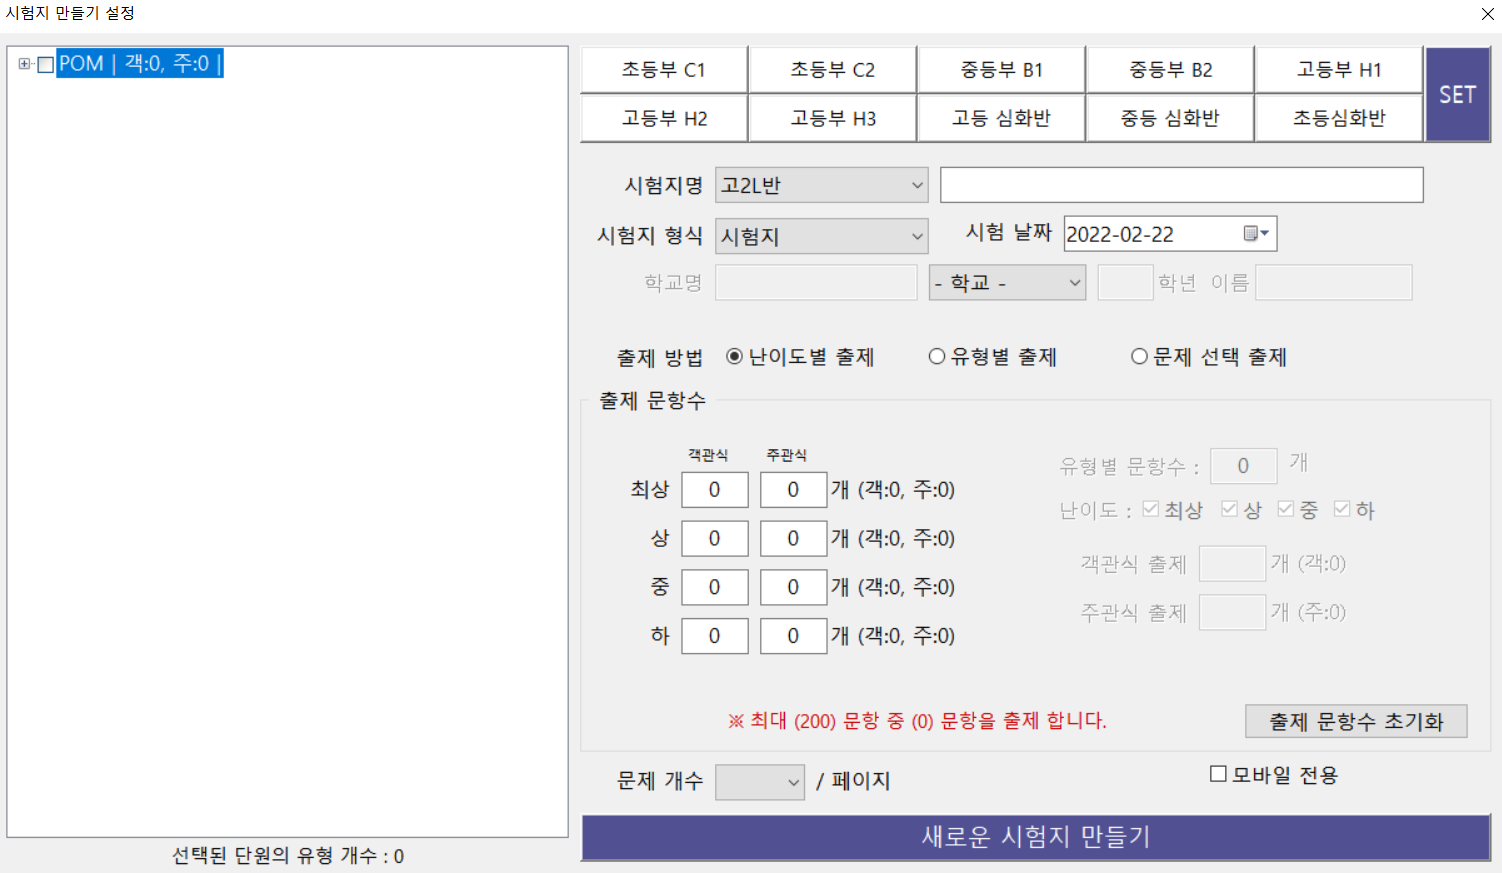 시험지 만들기 설정
POM | 객:0, 주:0 |
선택된 단원의 유형 개수 : 0
초등부 C1 초등부 C2 중등부 B1 중등부 B2 고등부 H1
SET
고등부 H2 고등부 H3 고등 심화반 중등 심화반 초등심화반
시험지명 고2L반
시험지 형식 시험지 시험 날짜 2022-02-22
학교명 - 학교 - 학년 이름
출제 방법 난이도별 출제 유형별 출제 문제 선택 출제
출제 문항수
객관식 주관식
최상 0 0 개 (객:0, 주:0)
상 0 0 개 (객:0, 주:0)
중 0 0 개 (객:0, 주:0)
하 0 0 개 (객:0, 주:0)
유형별 문항수 : 0 개
난이도 : 최상 상 중 하
객관식 출제 개 (객:0)
주관식 출제 개 (주:0)
※ 최대 (200) 문항 중 (0) 문항을 출제 합니다.
출제 문항수 초기화
문제 개수 / 페이지
모바일 전용
새로운 시험지 만들기